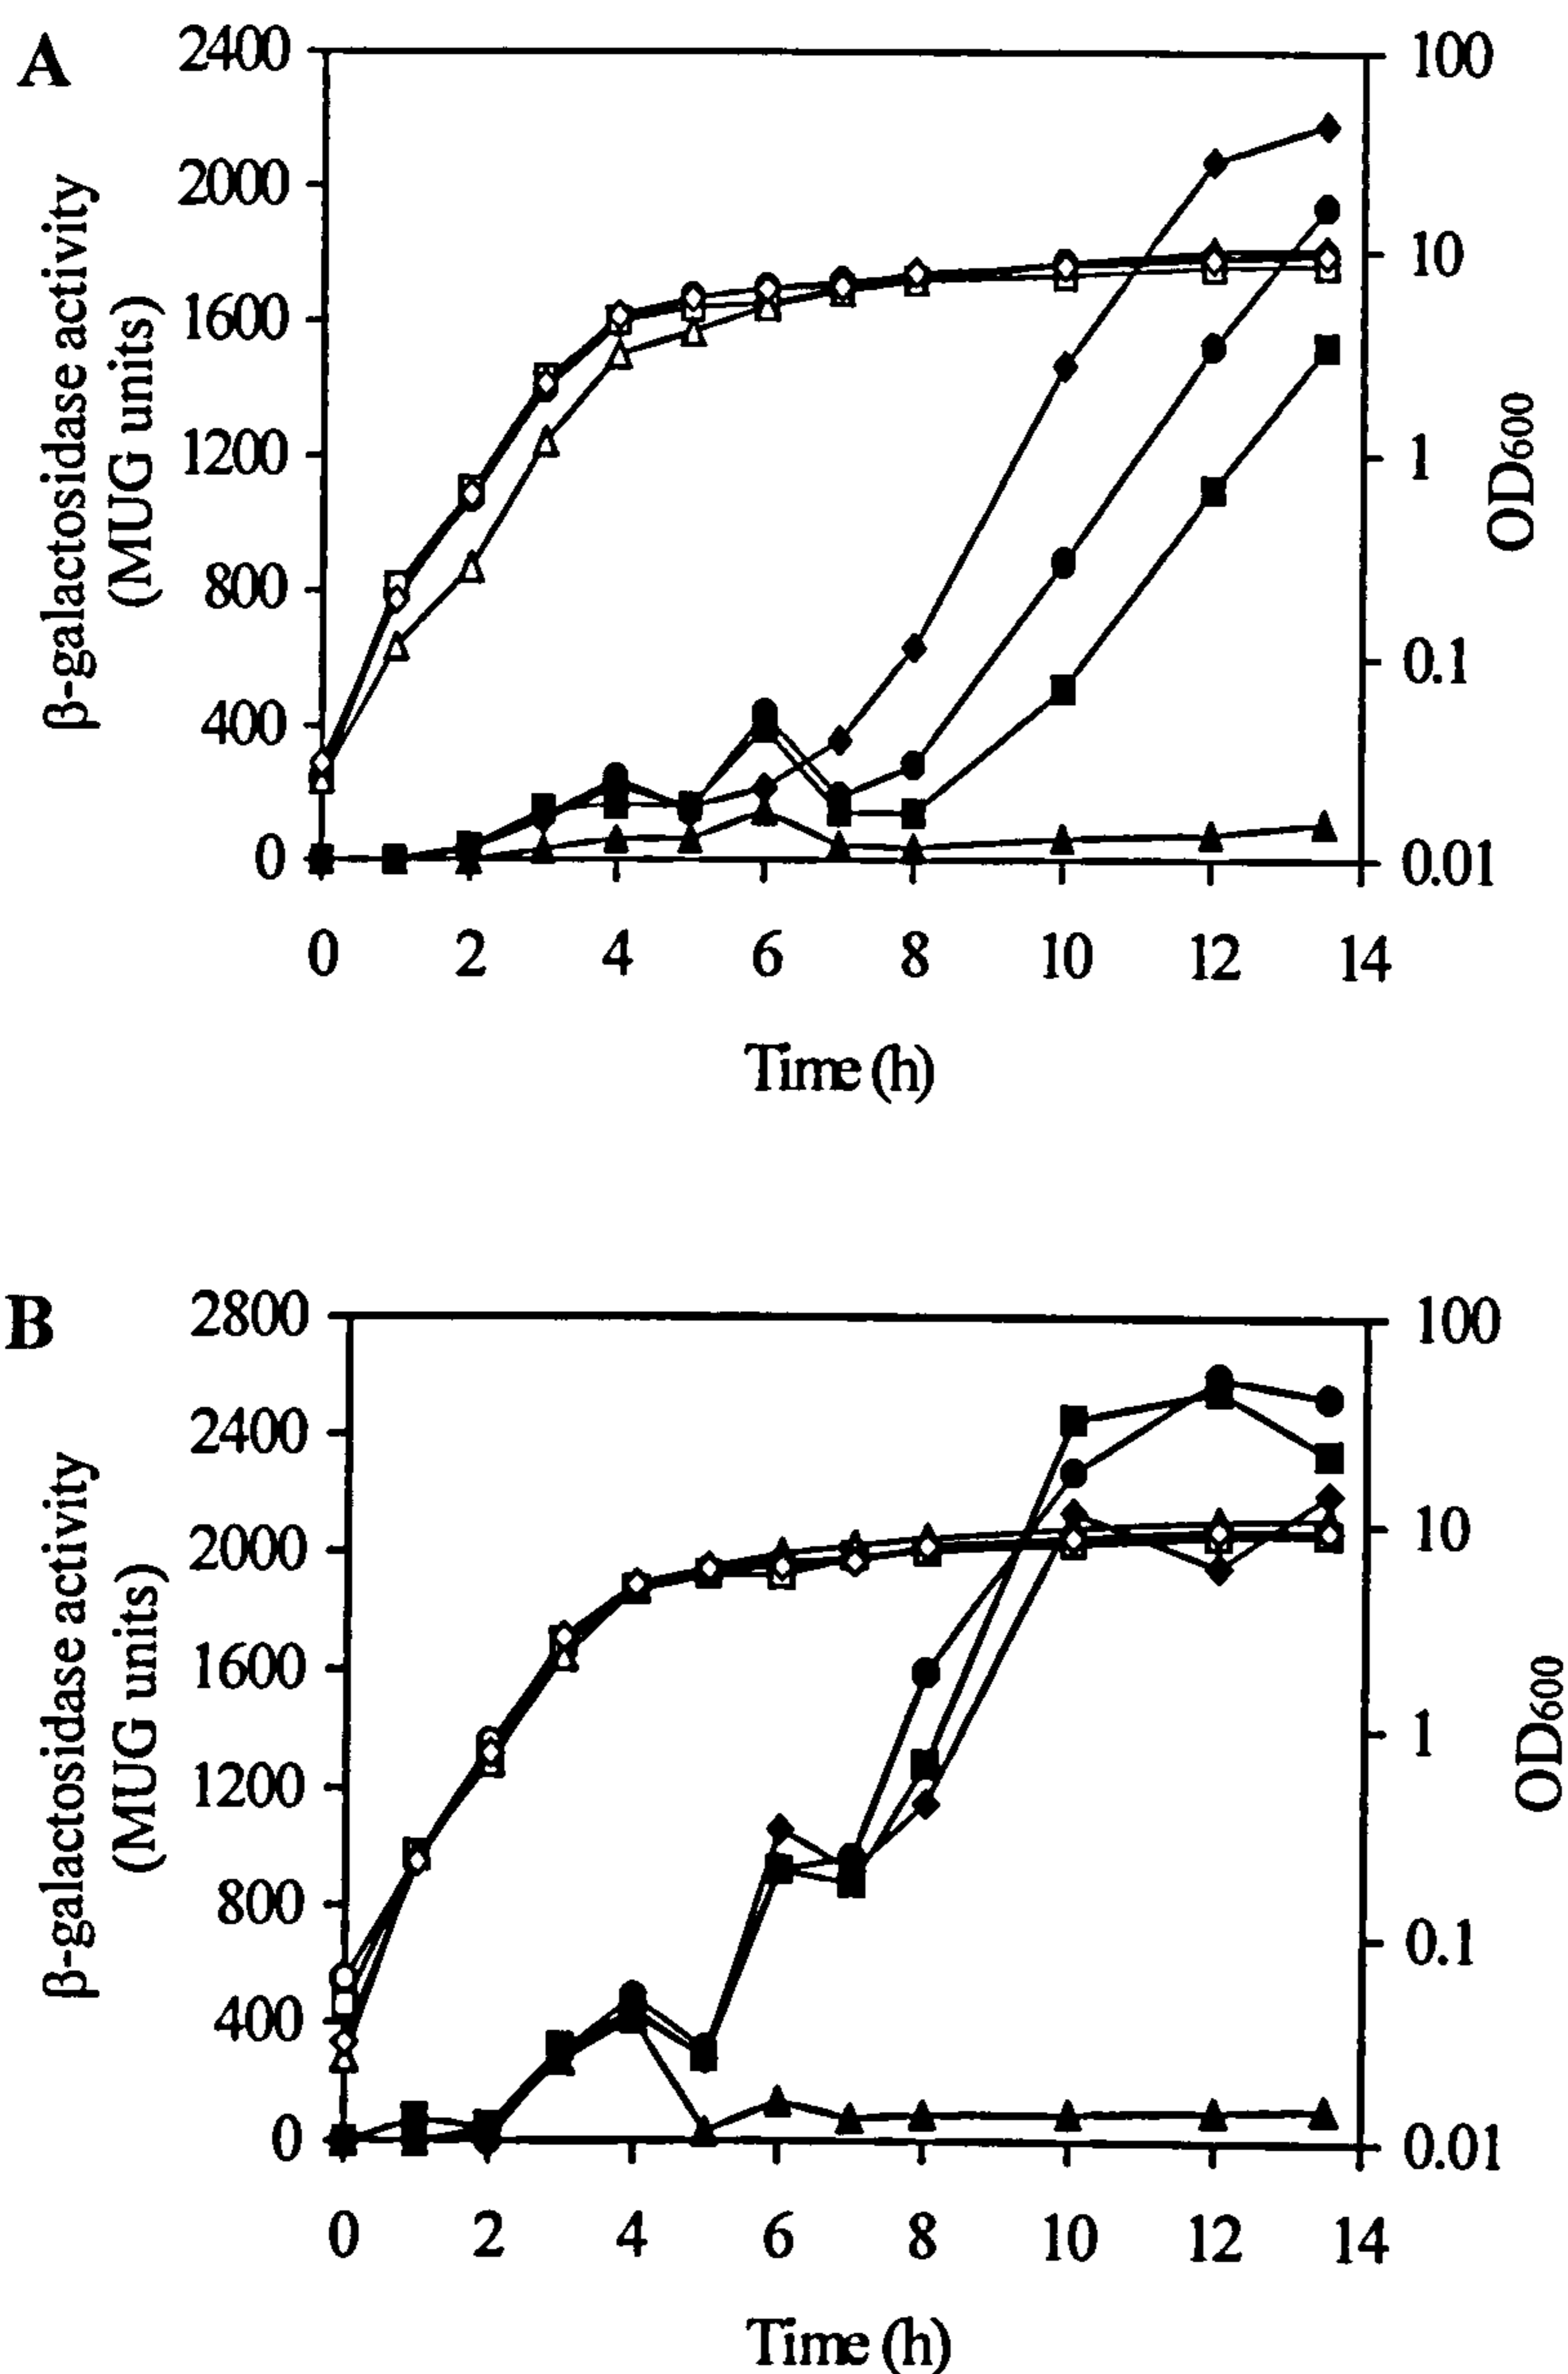 A
2400
2000
1600
1200
800
400
0
β-galactosidase activity
(MUG units)
100
10
1
0.1
0.01
OD600
0 2 4 6 8 10 12 14
Time (h)
B
2800
2400
2000
1600
1200
800
400
0
β-galactosidase activity
(MUG units)
100
10
1
0.1
0.01
OD600
0 2 4 6 8 10 12 14
Time (h)